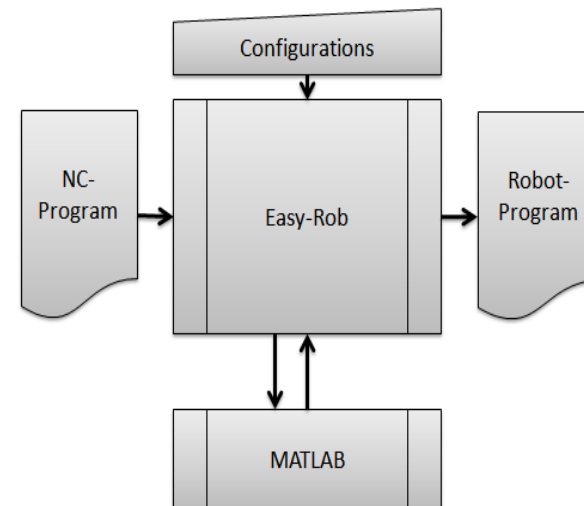 Configurations
NC-
Program
Easy-Rob
Robot-
Program
MATLAB